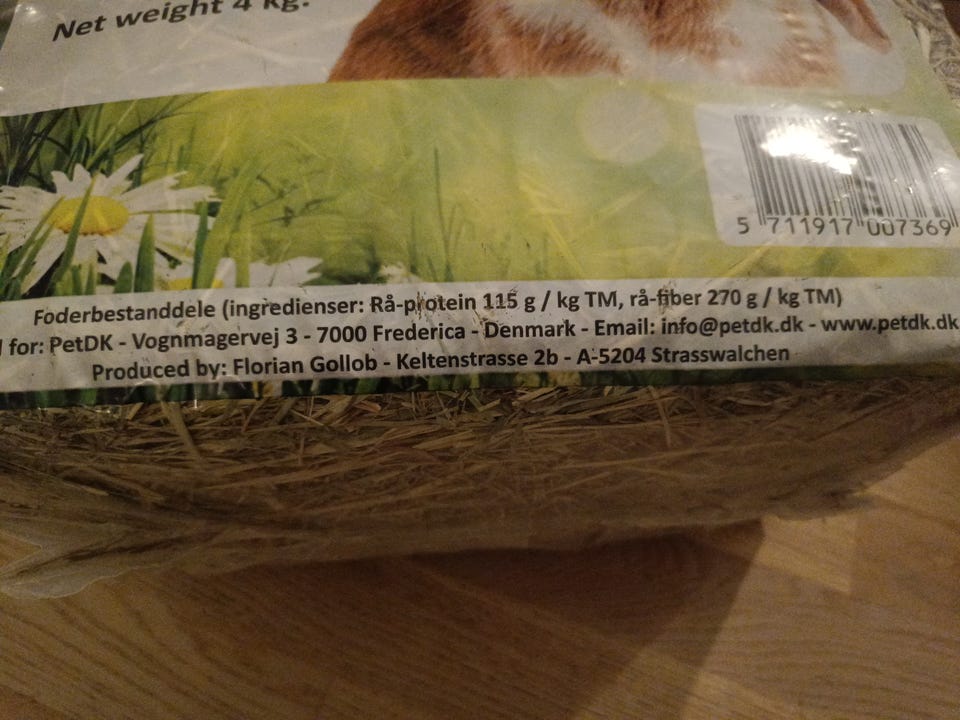 Net weight 4 kg.
5 711917 007369
Foderbestanddele (ingredienser: Rå-protein 115 g / kg TM, rå-fiber 270 g / kg TM)
for: PetDK - Vognmagervej 3 - 7000 Frederica - Denmark - Email: info@petdk.dk - www.petdk.dk
Produced by: Florian Gollob - Keltenstrasse 2b - A-5204 Strasswalchen